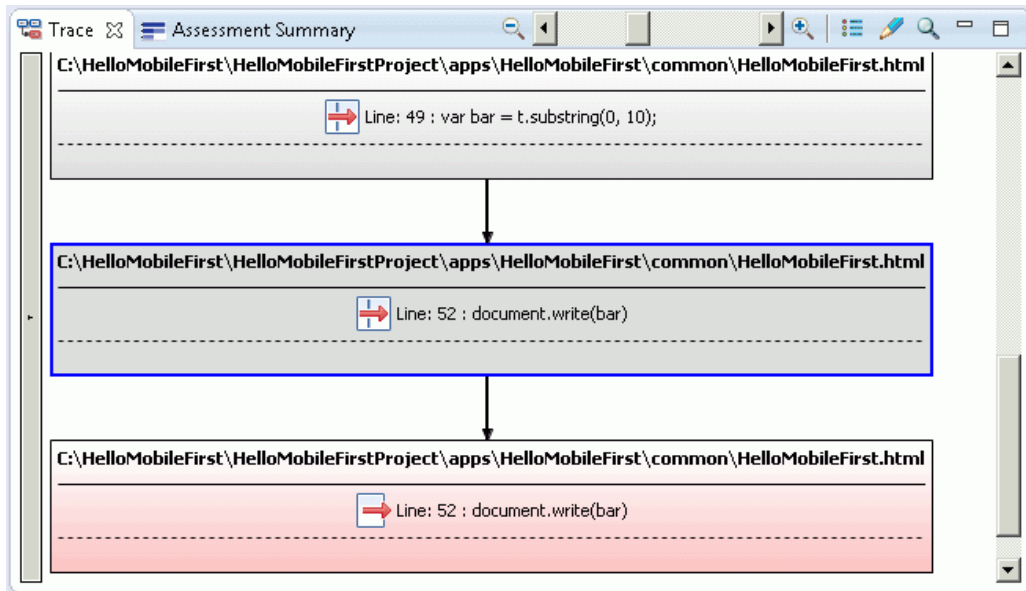 Trace Assessment Summary
C:\HelloMobileFirst\HelloMobileFirstProject\apps\HelloMobileFirst\common\HelloMobileFirst.html
Line: 49 : var bar = t.substring(0, 10);
C:\HelloMobileFirst\HelloMobileFirstProject\apps\HelloMobileFirst\common\HelloMobileFirst.html
Line: 52 : document.write(bar)
C:\HelloMobileFirst\HelloMobileFirstProject\apps\HelloMobileFirst\common\HelloMobileFirst.html
Line: 52 : document.write(bar)